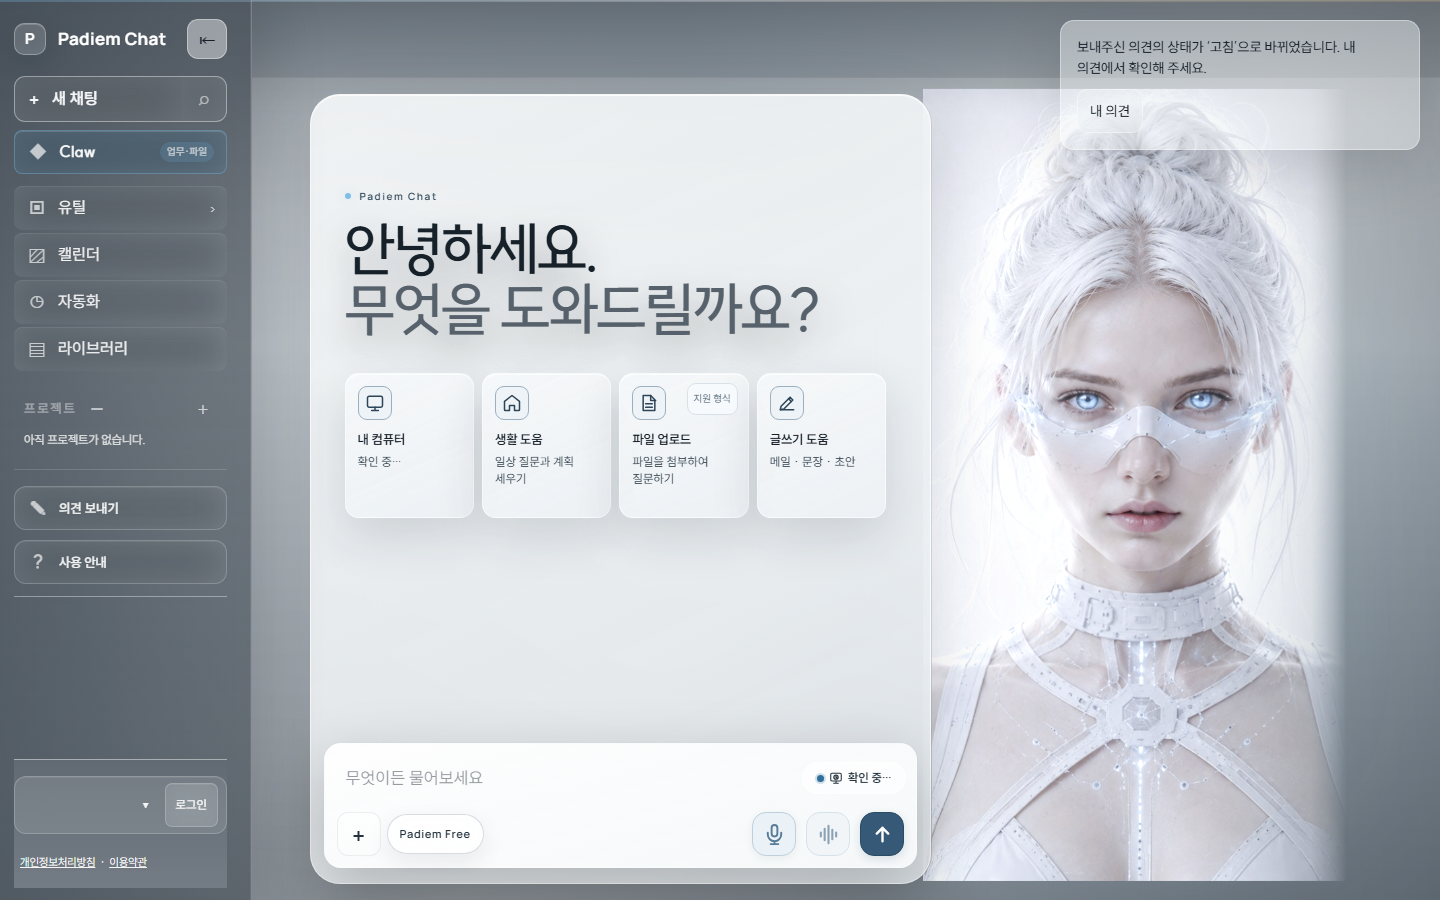 P Padiem Chat
+ 새 채팅
Claw 업무·파일
유틸
캘린더
자동화
라이브러리
프로젝트 — +
아직 프로젝트가 없습니다.
의견 보내기
? 사용 안내
로그인
개인정보처리방침 · 이용약관
보내주신 의견의 상태가 ‘고침’으로 바뀌었습니다. 내
의견에서 확인해 주세요.
내 의견
Padiem Chat
안녕하세요.
무엇을 도와드릴까요?
내 컴퓨터
확인 중…
생활 도움
일상 질문과 계획
세우기
지원 형식
파일 업로드
파일을 첨부하여
질문하기
글쓰기 도움
메일 · 문장 · 초안
무엇이든 물어보세요
확인 중…
+ Padiem Free